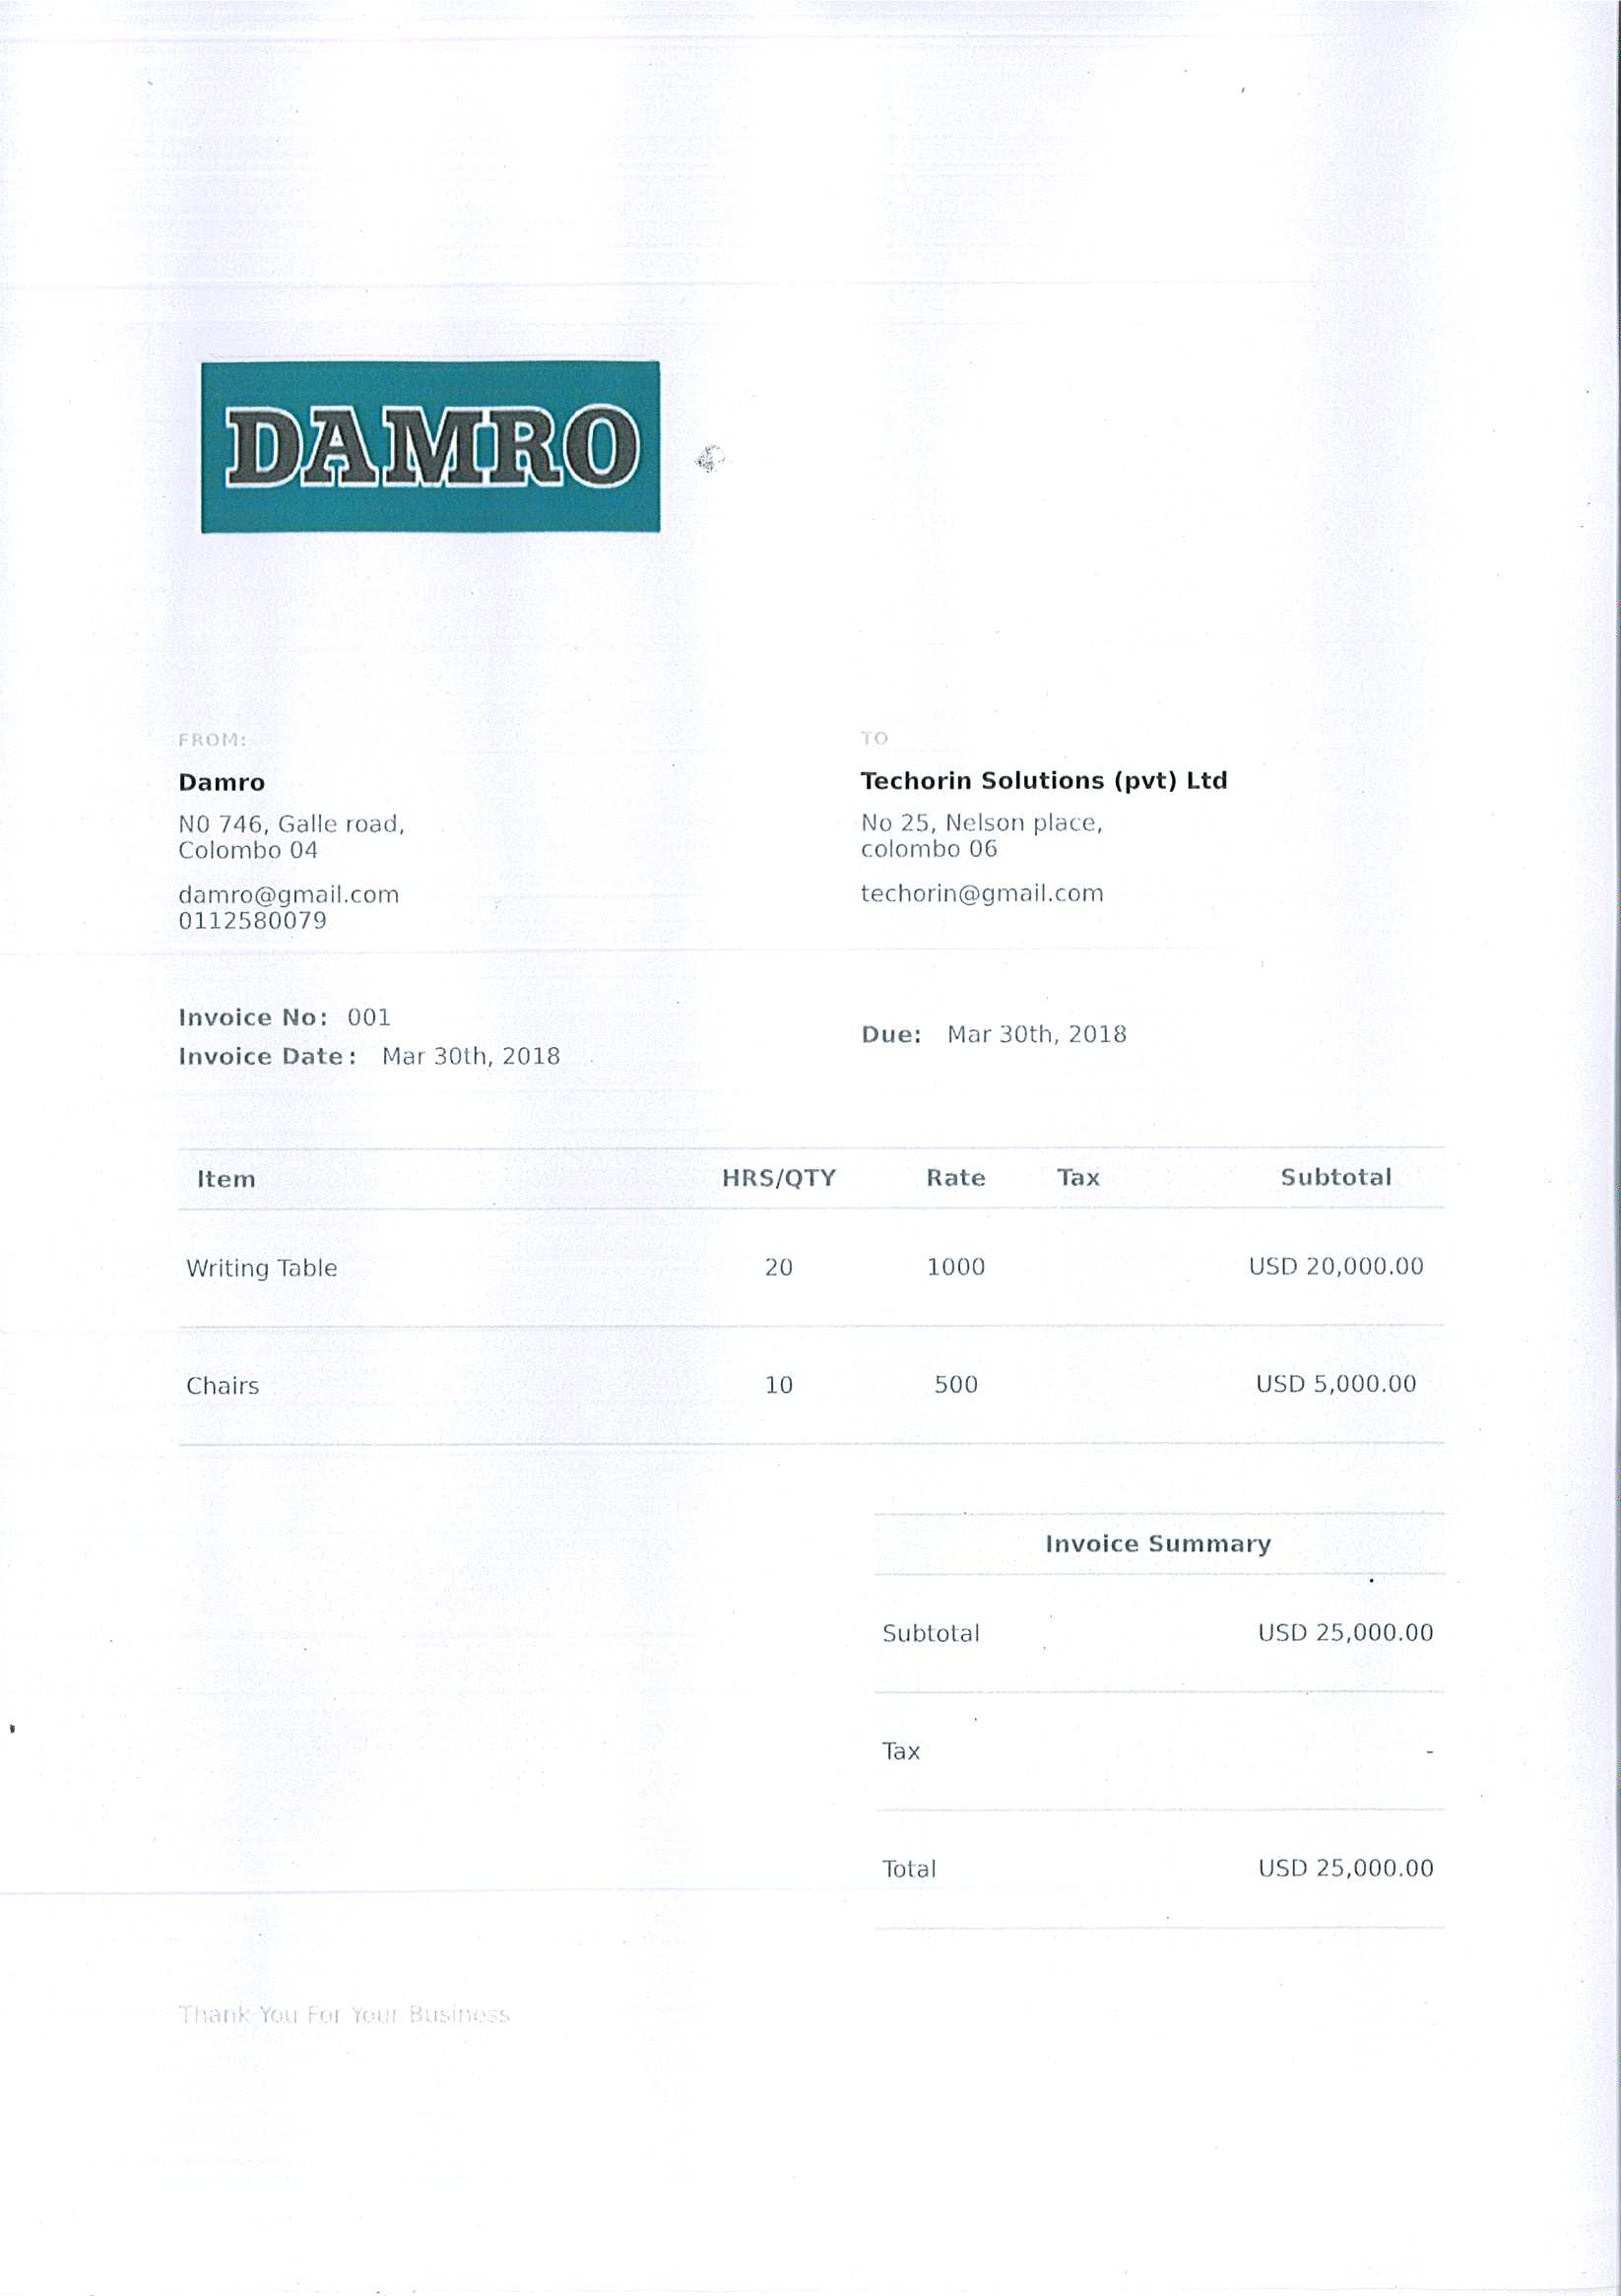 DAMRO
FROM:
Damro
N0 746, Galle road,
Colombo 04
damro@gmail.com
0112580079
TO
Techorin Solutions (pvt) Ltd
No 25, Nelson place,
colombo 06
techorin@gmail.com
Invoice No: 001
Invoice Date: Mar 30th, 2018
Due: Mar 30th, 2018
Item HRS/QTY Rate Tax Subtotal
Writing Table 20 1000 USD 20,000.00
Chairs 10 500 USD 5,000.00
Invoice Summary
Subtotal USD 25,000.00
Tax -
Total USD 25,000.00
Thank You For Your Business